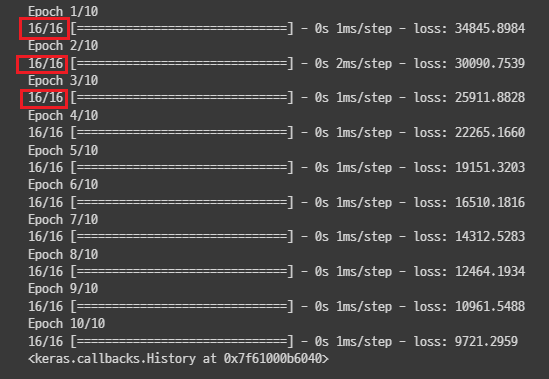 Epoch 1/10
16/16 [==============================] - 0s 1ms/step - loss: 34845.8984
Epoch 2/10
16/16 [==============================] - 0s 2ms/step - loss: 30090.7539
Epoch 3/10
16/16 [==============================] - 0s 1ms/step - loss: 25911.8828
Epoch 4/10
16/16 [==============================] - 0s 1ms/step - loss: 22265.1660
Epoch 5/10
16/16 [==============================] - 0s 1ms/step - loss: 19151.3203
Epoch 6/10
16/16 [==============================] - 0s 1ms/step - loss: 16510.1816
Epoch 7/10
16/16 [==============================] - 0s 1ms/step - loss: 14312.5283
Epoch 8/10
16/16 [==============================] - 0s 1ms/step - loss: 12464.1934
Epoch 9/10
16/16 [==============================] - 0s 1ms/step - loss: 10961.5488
Epoch 10/10
16/16 [==============================] - 0s 1ms/step - loss: 9721.2959
<keras.callbacks.History at 0x7f61000b6040>